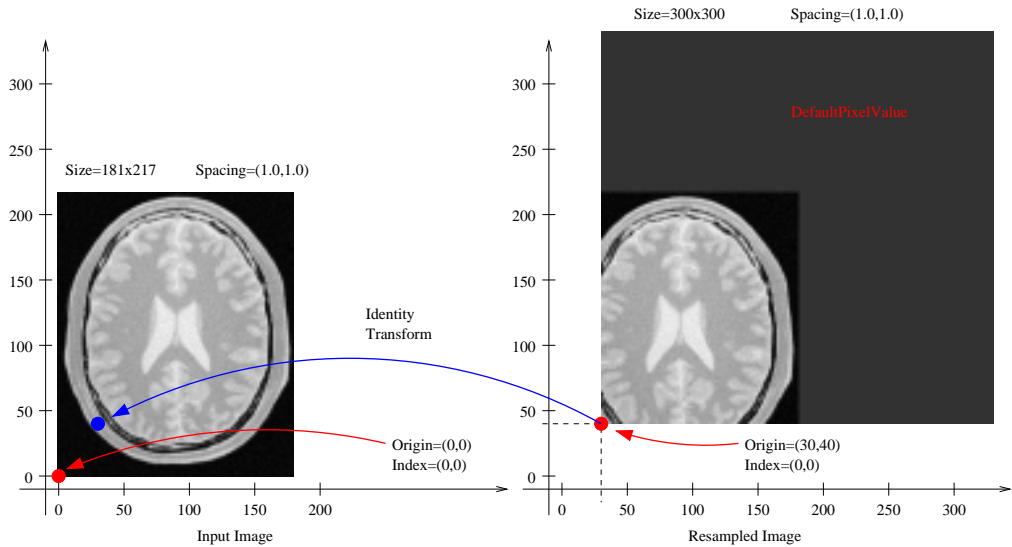 Size=300x300 Spacing=(1.0,1.0)
300
250
200
150
100
50
0
Size=181x217 Spacing=(1.0,1.0)
0 50 100 150 200
Input Image
Identity
Transform
Origin=(0,0)
Index=(0,0)
300
250
200
150
100
50
0
DefaultPixelValue
Origin=(30,40)
Index=(0,0)
0 50 100 150 200 250 300
Resampled Image